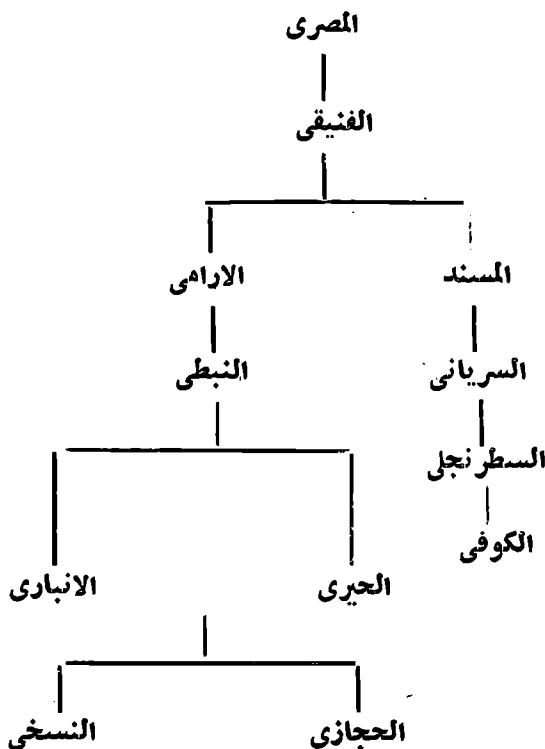 المصرى
الفنيقى
المسند الارامى
السريانى النبطى
السطرنجلى
الكوفى
الحيرى الانبارى
الحجازى النسخى